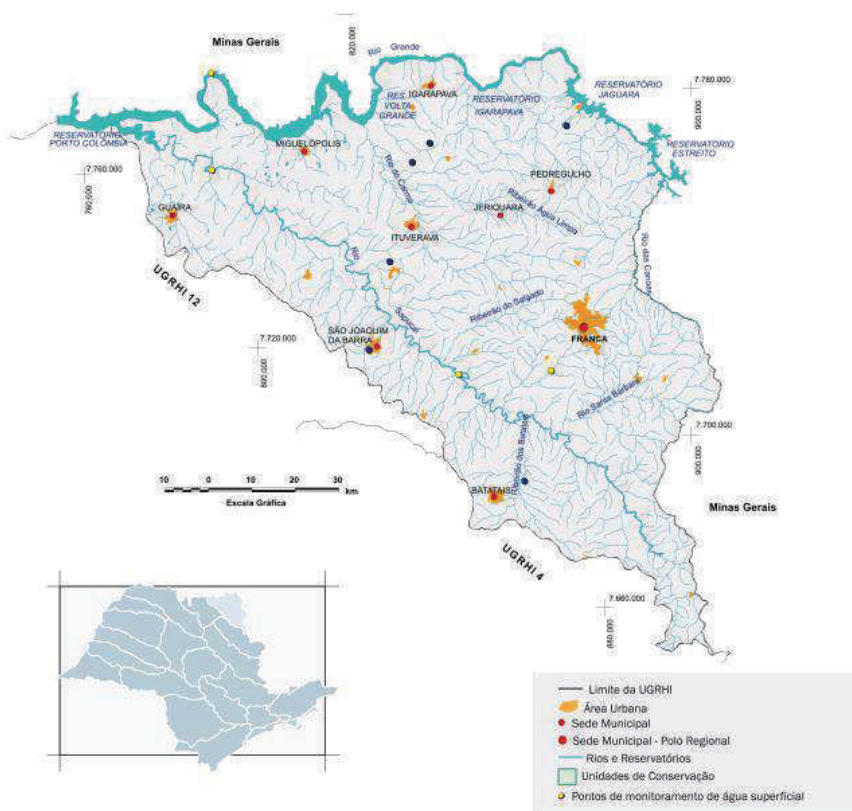 Minas Gerais
820.000
Rio Grande
IGARAPAVA
RES.
VOLTA
GRANDE
RESERVATÓRIO
IGARAPAVA
RESERVATÓRIO
JAGUARA
7.780.000
900.000
RESERVATÓRIO
PORTO COLÔMBIA
MIGUELÓPOLIS
RESERVATÓRIO
ESTREITO
7.760.000
760.000
Rio do Carmo
PEDREGULHO
GUAÍRA
JERIQUARA
Ribeirão Água Limpa
ITUVERAVA
Rio das Canoas
UGRHI 12
Rio
Sapucaí
Ribeirão do Salgado
7.720.000
800.000
SÃO JOAQUIM
DA BARRA
FRANCA
Rio Santa Bárbara
7.700.000
900.000
Ribeirão dos Batatais
10 0 10 20 30
km
Escala Gráfica
BATATAIS
Minas Gerais
UGRHI 4
7.660.000
880.000
Limite da UGRHI
Área Urbana
Sede Municipal
Sede Municipal - Polo Regional
Rios e Reservatórios
Unidades de Conservação
Pontos de monitoramento de água superficial